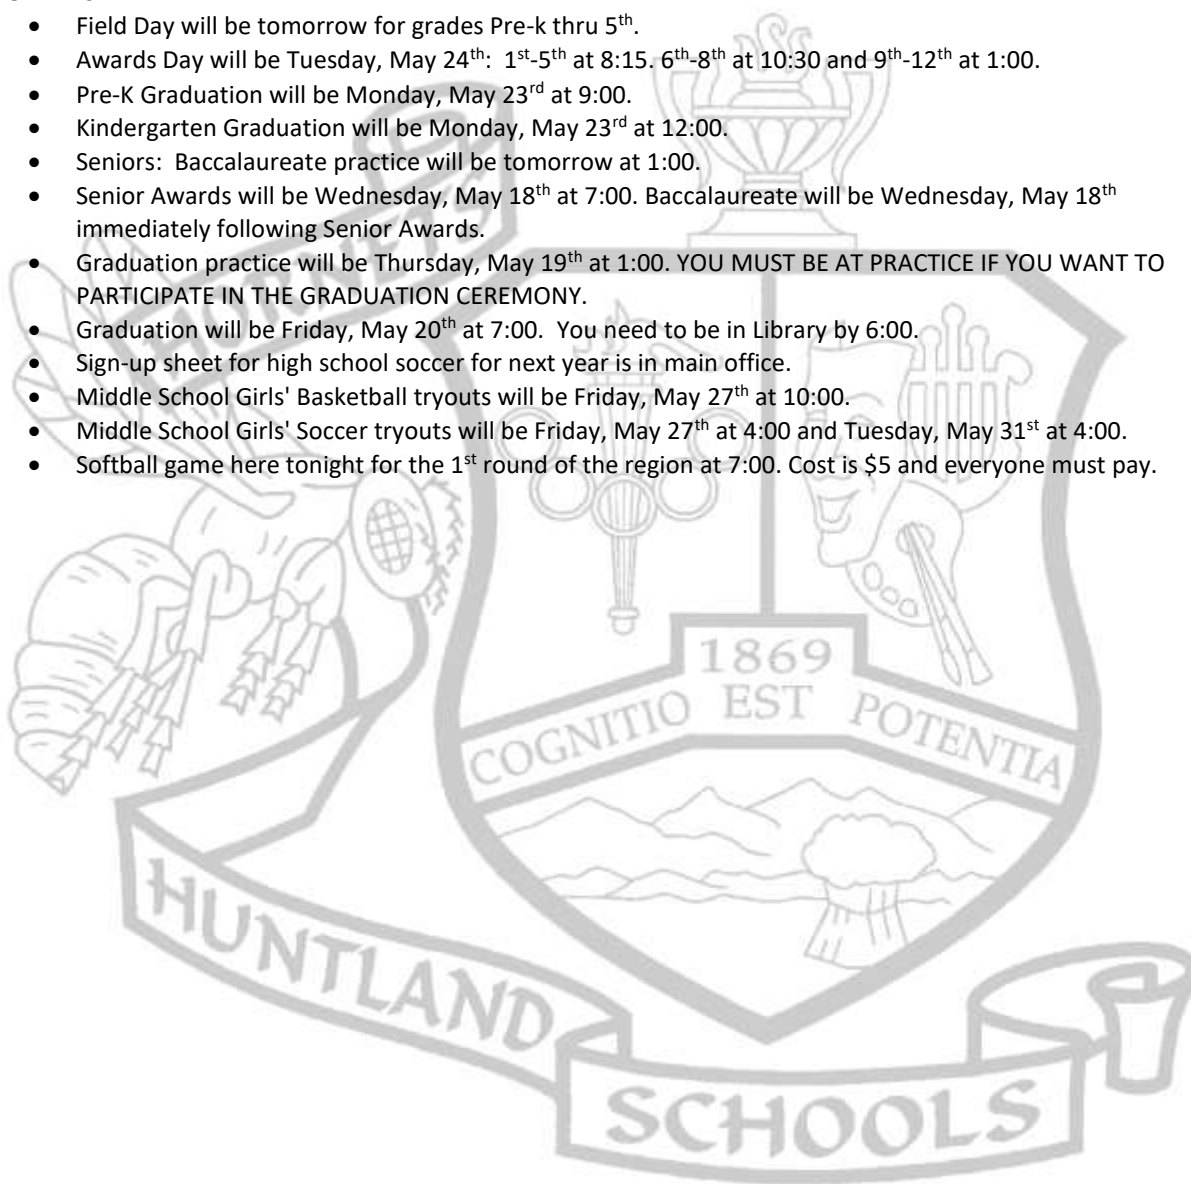 • Field Day will be tomorrow for grades Pre-k thru 5th.
• Awards Day will be Tuesday, May 24th: 1st-5th at 8:15. 6th-8th at 10:30 and 9th-12th at 1:00.
• Pre-K Graduation will be Monday, May 23rd at 9:00.
• Kindergarten Graduation will be Monday, May 23rd at 12:00.
• Seniors: Baccalaureate practice will be tomorrow at 1:00.
• Senior Awards will be Wednesday, May 18th at 7:00. Baccalaureate will be Wednesday, May 18th
immediately following Senior Awards.
• Graduation practice will be Thursday, May 19th at 1:00. YOU MUST BE AT PRACTICE IF YOU WANT TO
PARTICIPATE IN THE GRADUATION CEREMONY.
• Graduation will be Friday, May 20th at 7:00. You need to be in Library by 6:00.
• Sign-up sheet for high school soccer for next year is in main office.
• Middle School Girls' Basketball tryouts will be Friday, May 27th at 10:00.
• Middle School Girls' Soccer tryouts will be Friday, May 27th at 4:00 and Tuesday, May 31st at 4:00.
• Softball game here tonight for the 1st round of the region at 7:00. Cost is $5 and everyone must pay.
HORNETS
1869
COGNITIO EST POTENTIA
HUNTLAND
SCHOOLS